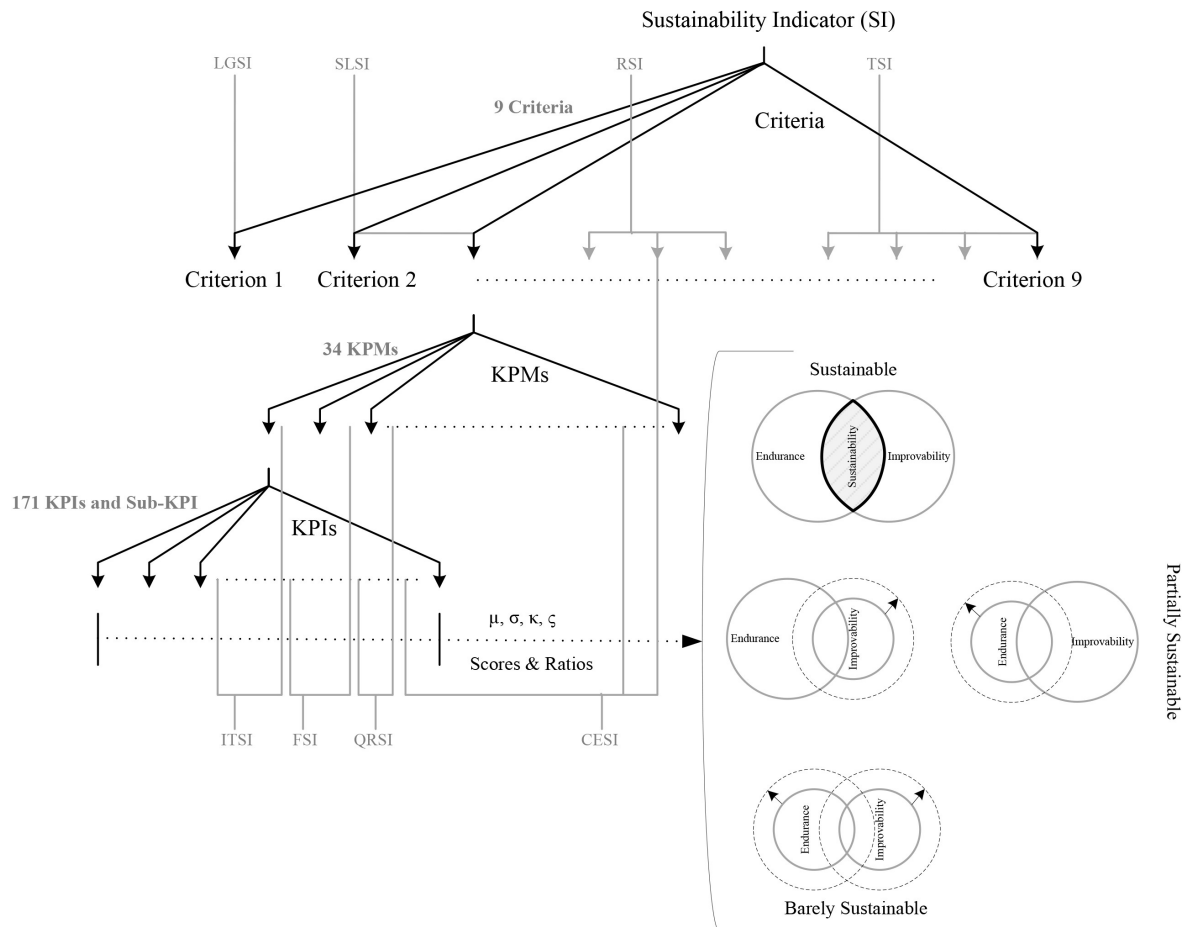 Sustainability Indicator (SI)
LGSI
SLSI
RSI
TSI
9 Criteria
Criteria
Criterion 1
Criterion 2
Criterion 9
34 KPMs
KPMs
171 KPIs and Sub-KPI
KPIs
μ, σ, κ, ς
Scores & Ratios
ITSI
FSI
QRSI
CESI
Sustainable
Endurance
Sustainability
Improvability
Endurance
Improvability
Endurance
Improvability
Partially Sustainable
Endurance
Improvability
Barely Sustainable